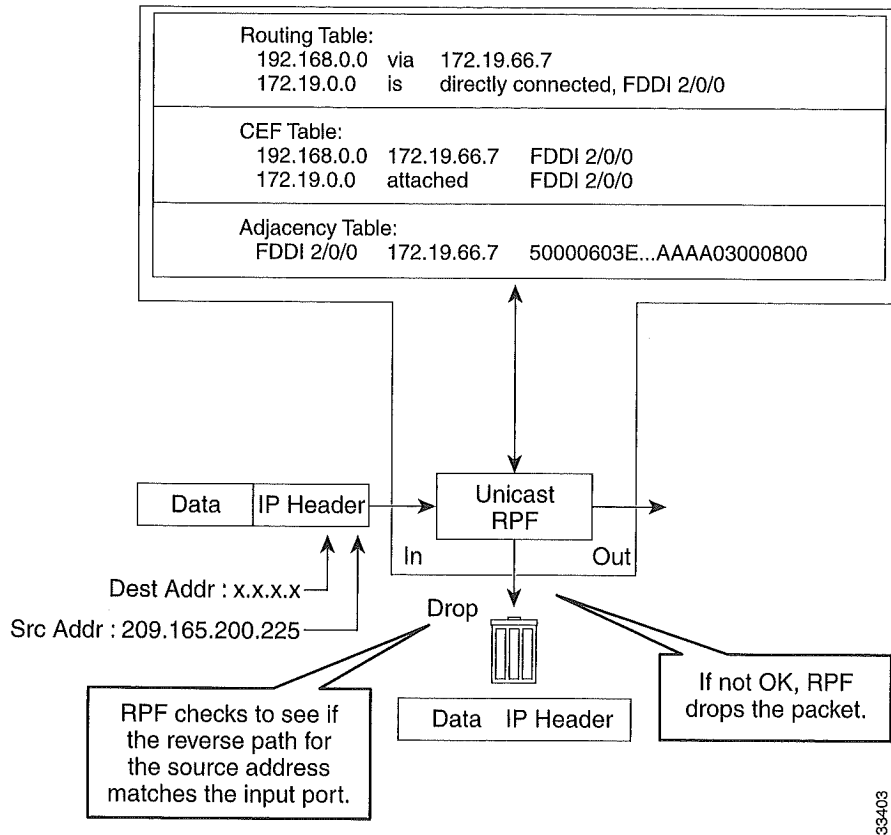 Routing Table:
192.168.0.0 via 172.19.66.7
172.19.0.0 is directly connected, FDDI 2/0/0
CEF Table:
192.168.0.0 172.19.66.7 FDDI 2/0/0
172.19.0.0 attached FDDI 2/0/0
Adjacency Table:
FDDI 2/0/0 172.19.66.7 50000603E...AAAA03000800
Data IP Header
Unicast
RPF
In Out
Dest Addr : x.x.x.x
Src Addr : 209.165.200.225
Drop
RPF checks to see if
the reverse path for
the source address
matches the input port.
Data IP Header
If not OK, RPF
drops the packet.
33403